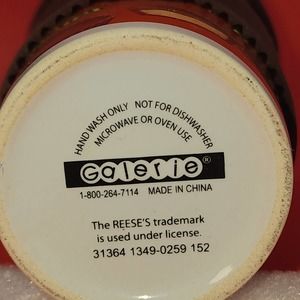 HAND WASH ONLY NOT FOR DISHWASHER
MICROWAVE OR OVEN USE
Galerie®
1-800-264-7114 MADE IN CHINA
The REESE'S trademark
is used under license.
31364 1349-0259 152